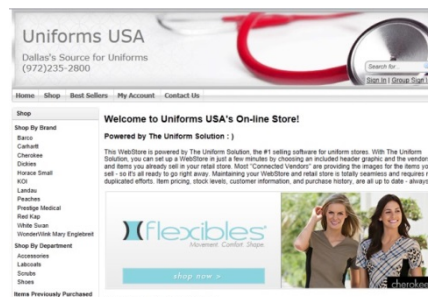 Uniforms USA
Dallas's Source for
Uniforms
(972)235-2800
Search for..
Sign In | Group Sign
Home Shop Best Sellers My Account Contact Us
Shop
Shop By Brand
Barco
Carhartt
Cherokee
Dickies
Horace Small
KOI
Landau
Peaches
Prestige Medical
Red Kap
White Swan
WonderWink Mary Engelbreit
Shop By Department
Accessories
Labcoats
Scrubs
Shoes
Items Previously Purchased
Welcome to Uniforms USA's On-line Store!
Powered by The Uniform Solution : )
This WebStore is powered by The Uniform Solution, the #1 selling software for uniform stores. With The Uniform
Solution, you can set up a WebStore in just a few minutes by choosing an included header graphic and the vendor
and items you already sell in your retail store. Most "Connected Vendors" are providing the images for the items yo
sell - so it's all ready to go right away. Maintaining your WebStore and retail store is totally seamless and requires
duplicated efforts. Item pricing, stock levels, customer information, and purchase history, are all up to date - always
flexibles
Movement Comfort Shape
shop now >
cherokee